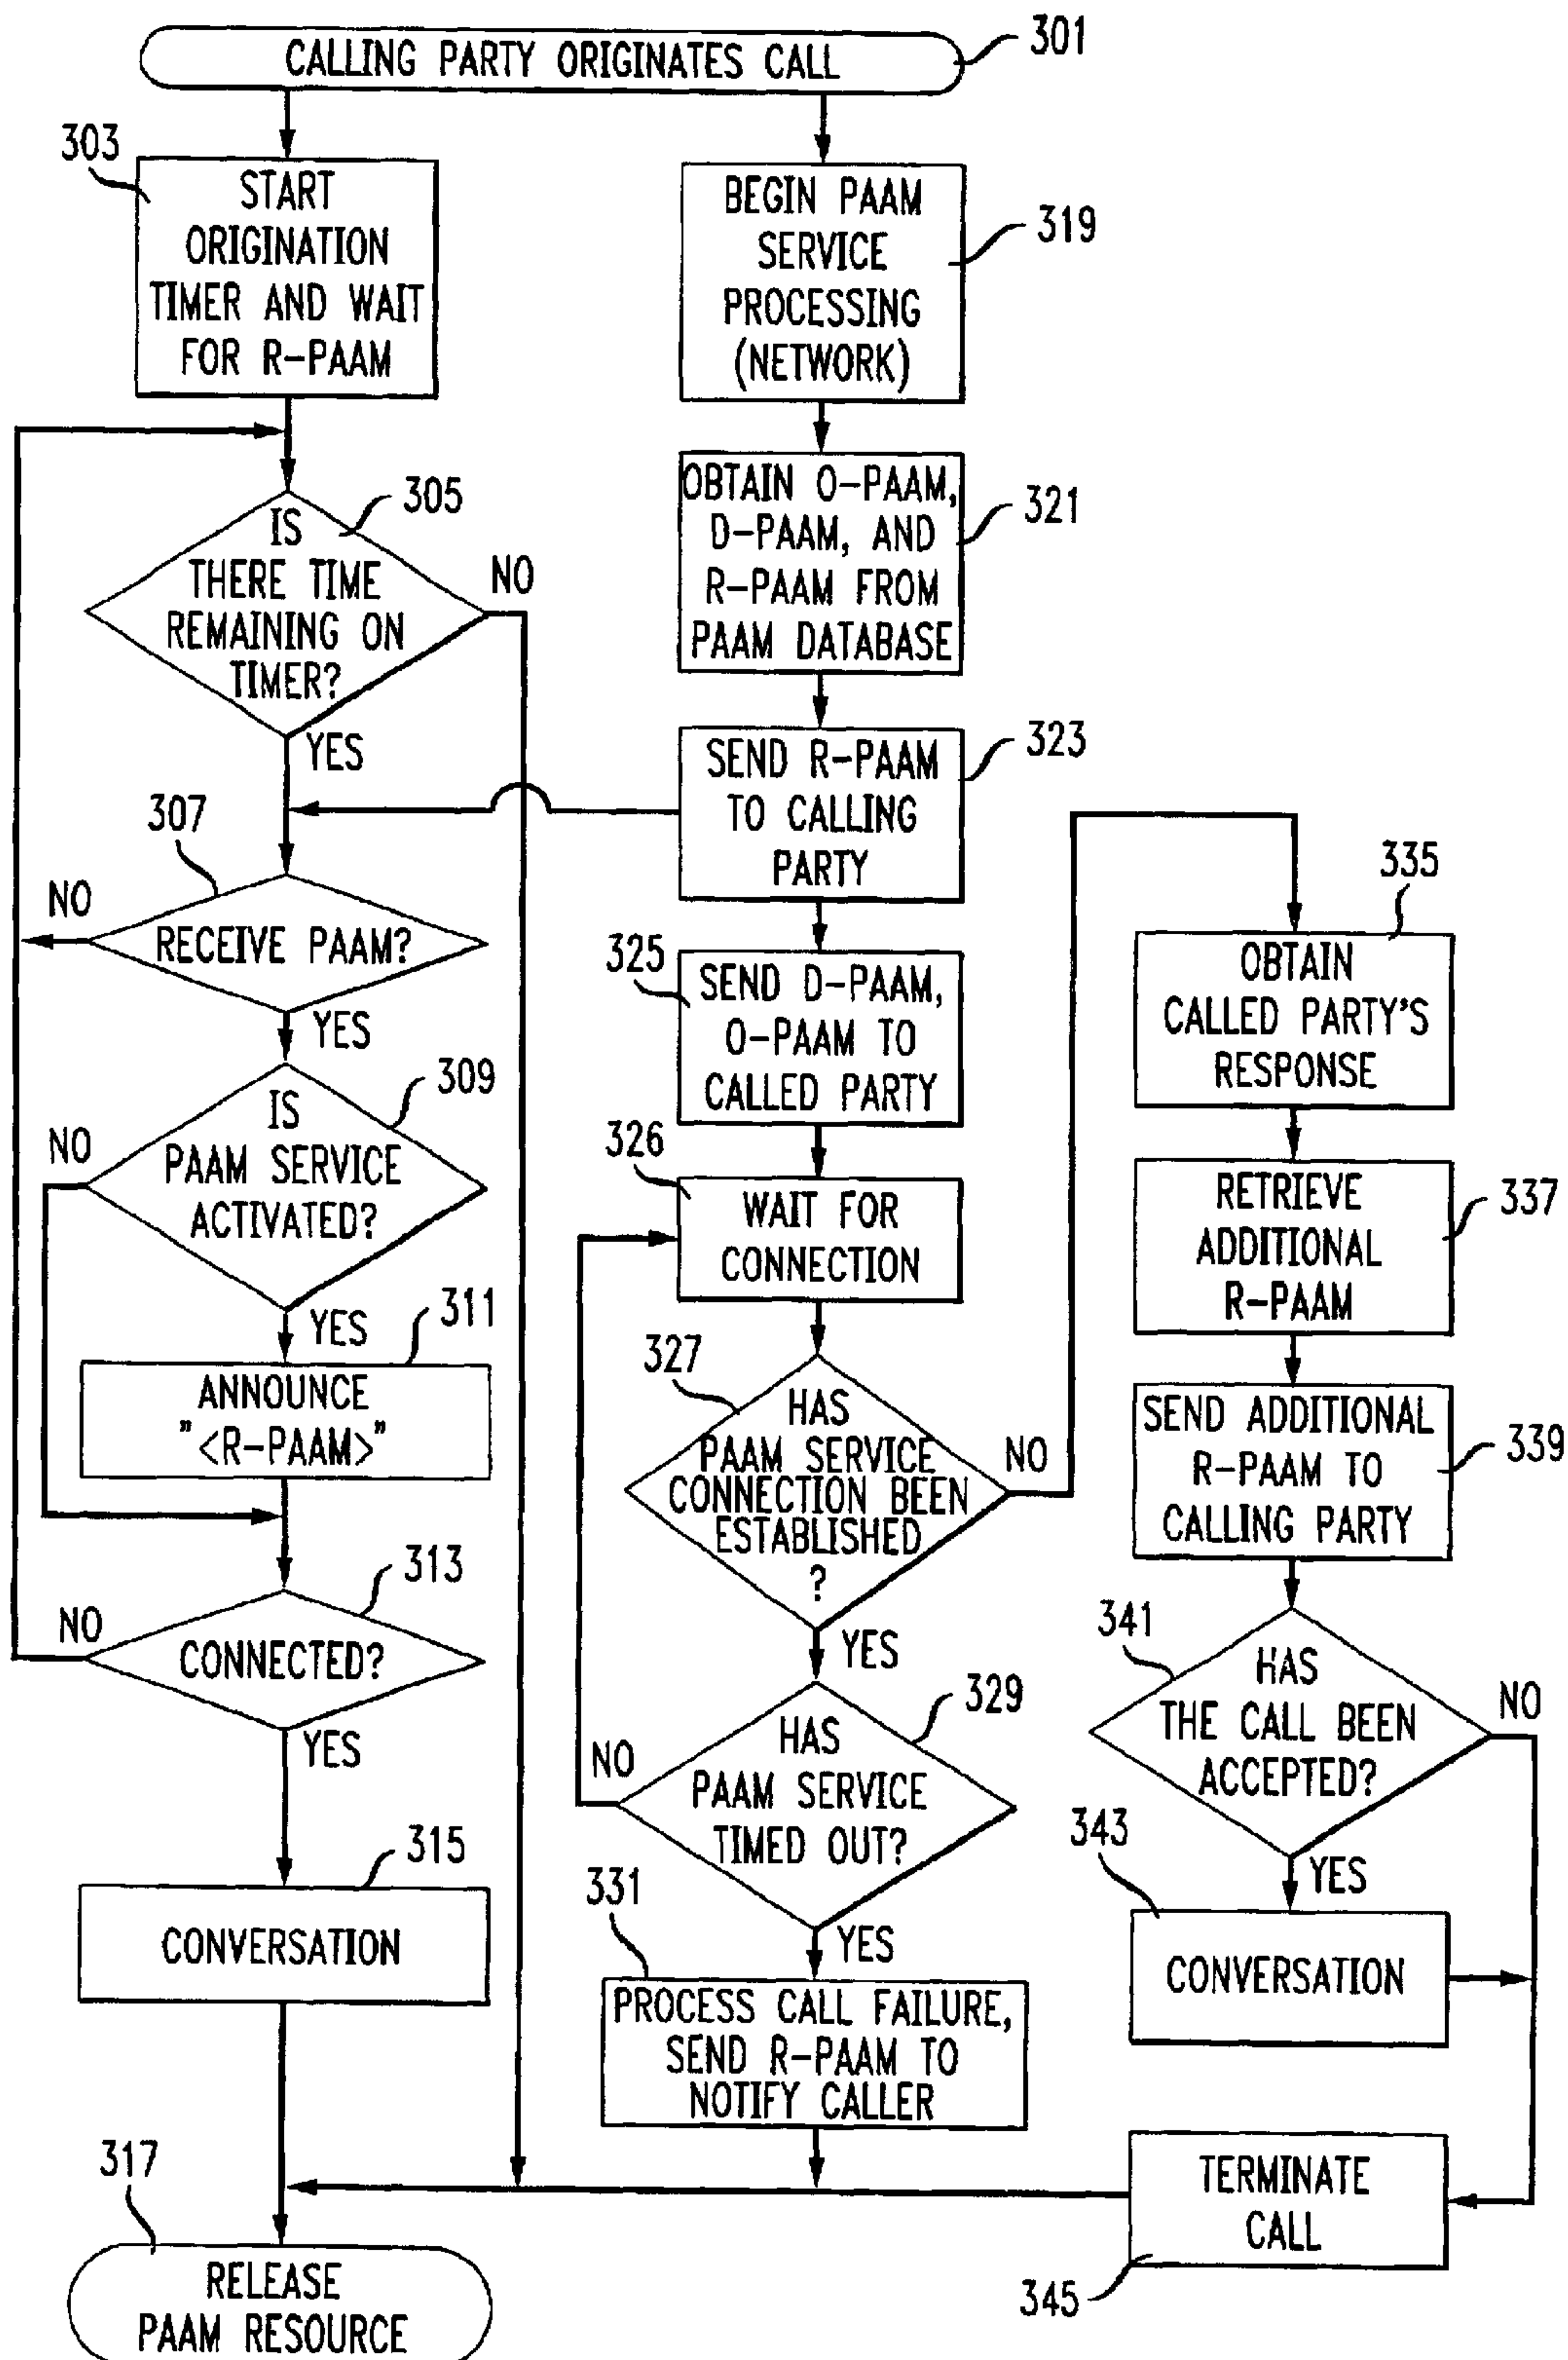 CALLING PARTY ORIGINATES CALL
301
303
START
ORIGINATION
TIMER AND WAIT
FOR R-PAAM
BEGIN PAAM
SERVICE
PROCESSING
(NETWORK)
319
305
IS
THERE TIME
REMAINING ON
TIMER?
NO
YES
OBTAIN O-PAAM,
D-PAAM, AND
R-PAAM FROM
PAAM DATABASE
321
SEND R-PAAM
TO CALLING
PARTY
323
307
NO
RECEIVE PAAM?
YES
325
SEND D-PAAM,
O-PAAM TO
CALLED PARTY
335
OBTAIN
CALLED PARTY'S
RESPONSE
309
IS
PAAM SERVICE
ACTIVATED?
NO
YES
326
WAIT FOR
CONNECTION
RETRIEVE
ADDITIONAL
R-PAAM
337
311
ANNOUNCE
"<R-PAAM>"
327
HAS
PAAM SERVICE
CONNECTION BEEN
ESTABLISHED
?
NO
YES
SEND ADDITIONAL
R-PAAM TO
CALLING PARTY
339
313
NO
CONNECTED?
YES
329
HAS
PAAM SERVICE
TIMED OUT?
NO
YES
341
HAS
THE CALL BEEN
ACCEPTED?
NO
YES
315
CONVERSATION
331
PROCESS CALL FAILURE,
SEND R-PAAM TO
NOTIFY CALLER
343
CONVERSATION
317
RELEASE
PAAM RESOURCE
TERMINATE
CALL
345